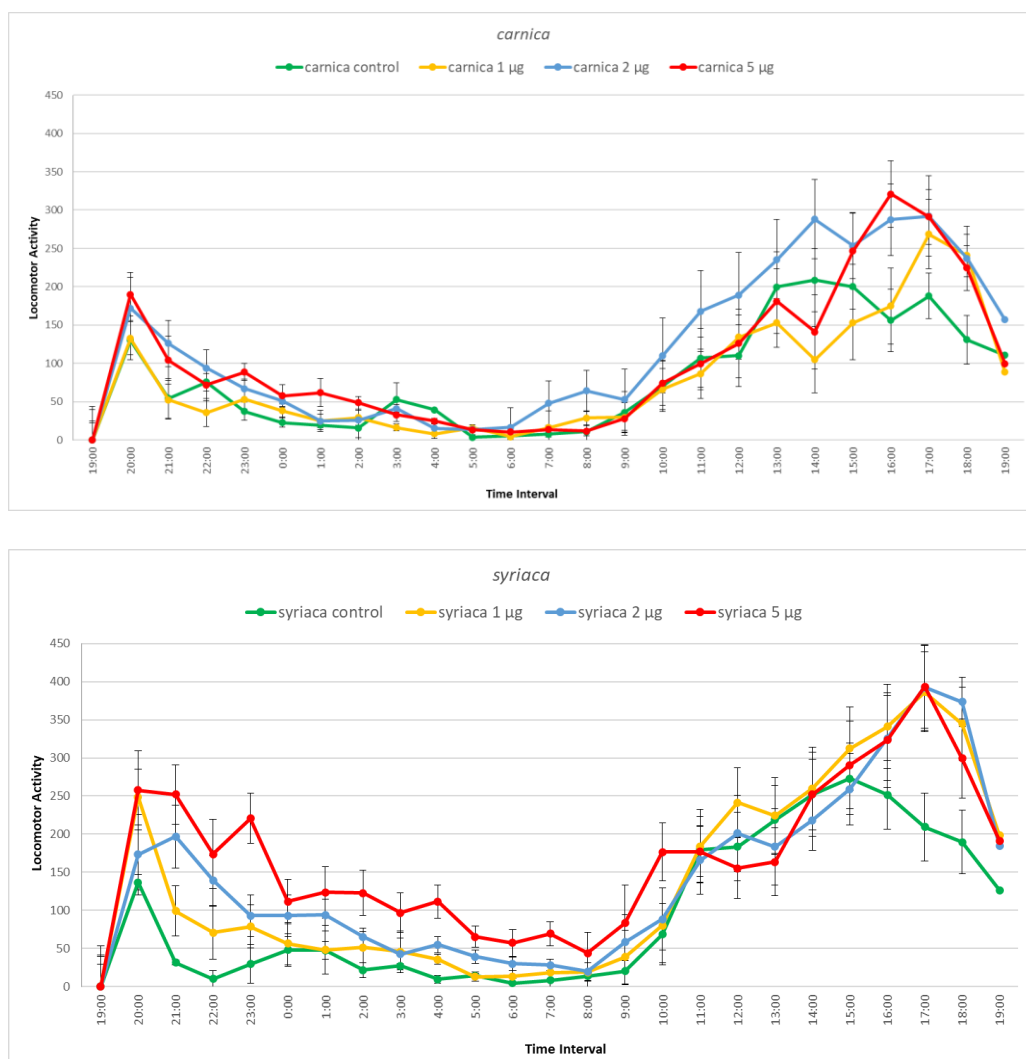 carnica
carnica control carnica 1 µg carnica 2 µg carnica 5 µg
450
400
350
300
250
200
150
100
50
0
Locomotor Activity
19:00 20:00 21:00 22:00 23:00 0:00 1:00 2:00 3:00 4:00 5:00 6:00 7:00 8:00 9:00 10:00 11:00 12:00 13:00 14:00 15:00 16:00 17:00 18:00 19:00
Time Interval
syriaca
syriaca control syriaca 1 µg syriaca 2 µg syriaca 5 µg
450
400
350
300
250
200
150
100
50
0
Locomotor Activity
19:00 20:00 21:00 22:00 23:00 0:00 1:00 2:00 3:00 4:00 5:00 6:00 7:00 8:00 9:00 10:00 11:00 12:00 13:00 14:00 15:00 16:00 17:00 18:00 19:00
Time Interval